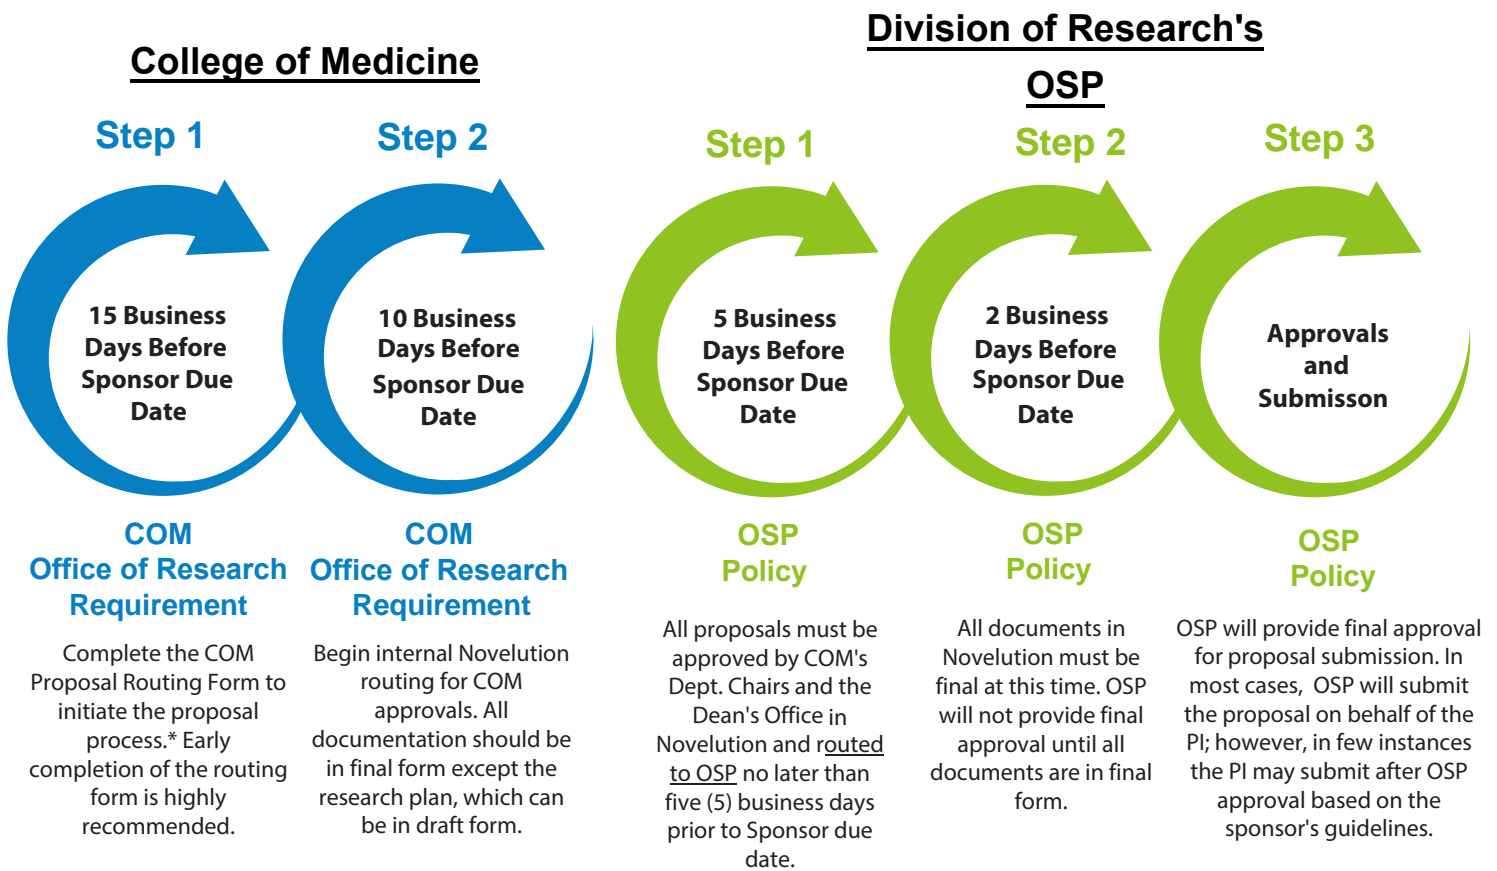 College of Medicine
Step 1
15 Business
Days Before
Sponsor Due
Date
COM
Office of Research
Requirement
Complete the COM
Proposal Routing Form to
initiate the proposal
process.* Early
completion of the routing
form is highly
recommended.
Step 2
10 Business
Days Before
Sponsor Due
Date
COM
Office of Research
Requirement
Begin internal Novelution
routing for COM
approvals. All
documentation should be
in final form except the
research plan, which can
be in draft form.
Division of Research's
OSP
Step 1
5 Business
Days Before
Sponsor Due
Date
OSP
Policy
All proposals must be
approved by COM's
Dept. Chairs and the
Dean's Office in
Novelution and routed
to OSP no later than
five (5) business days
prior to Sponsor due
date.
Step 2
2 Business
Days Before
Sponsor Due
Date
OSP
Policy
All documents in
Novelution must be
final at this time. OSP
will not provide final
approval until all
documents are in final
form.
Step 3
Approvals
and
Submisson
OSP
Policy
OSP will provide final approval
for proposal submission. In
most cases, OSP will submit
the proposal on behalf of the
PI; however, in few instances
the PI may submit after OSP
approval based on the
sponsor's guidelines.